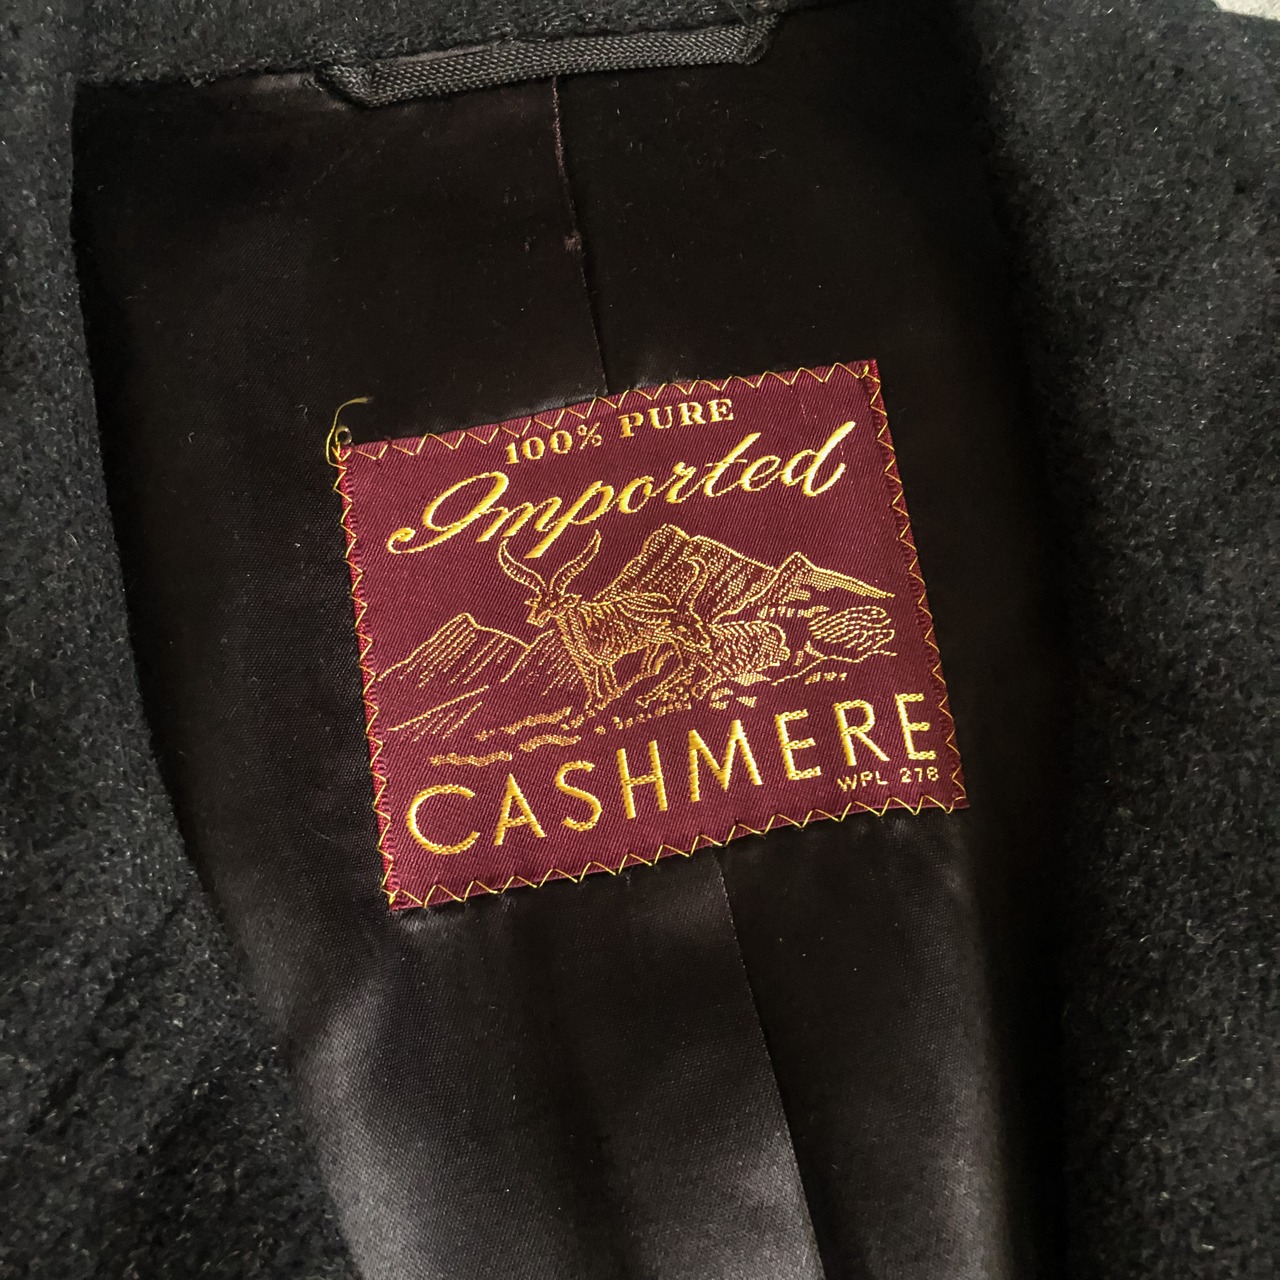 100% PURE
Imported
CASHMERE
WPL 278